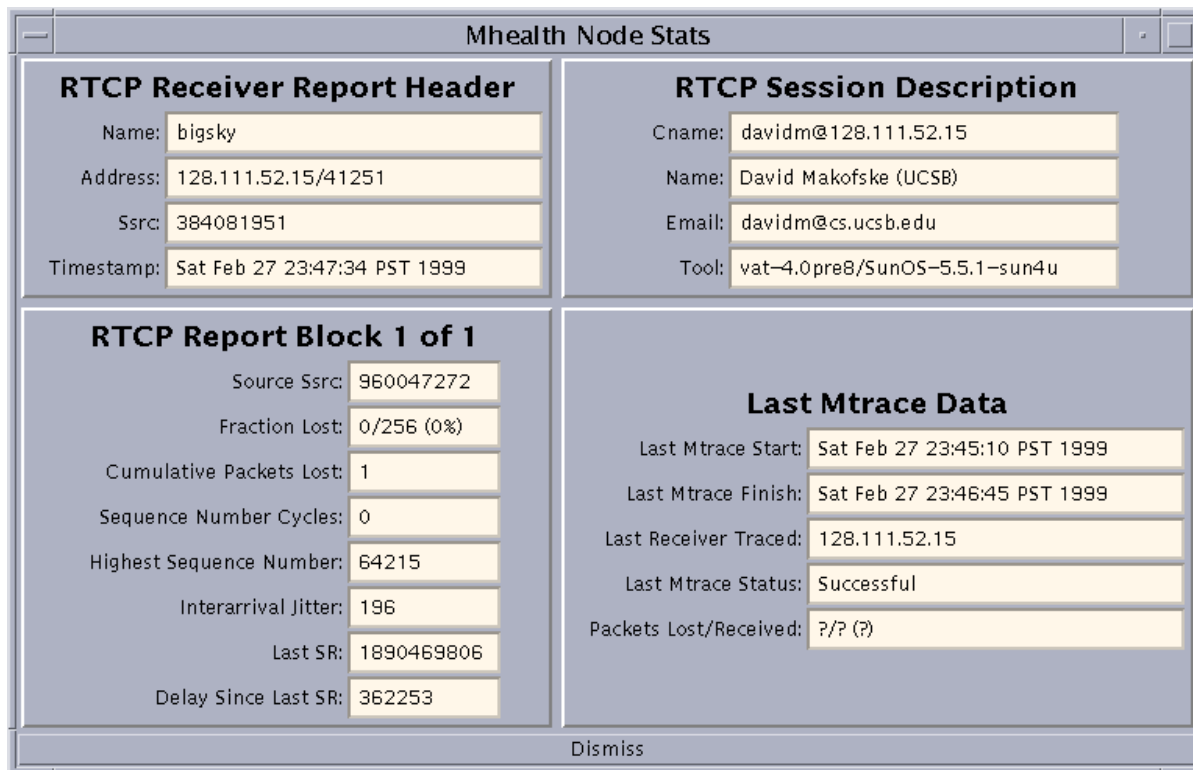 Mhealth Node Stats
RTCP Receiver Report Header
Name: bigsky
Address: 128.111.52.15/41251
Ssrc: 384081951
Timestamp: Sat Feb 27 23:47:34 PST 1999
RTCP Session Description
Cname: davidm@128.111.52.15
Name: David Makofske (UCSB)
Email: davidm@cs.ucsb.edu
Tool: vat-4.0pre8/SunOS-5.5.1-sun4u
RTCP Report Block 1 of 1
Source Ssrc: 960047272
Fraction Lost: 0/256 (0%)
Cumulative Packets Lost: 1
Sequence Number Cycles: 0
Highest Sequence Number: 64215
Interarrival Jitter: 196
Last SR: 1890469806
Delay Since Last SR: 362253
Last Mtrace Data
Last Mtrace Start: Sat Feb 27 23:45:10 PST 1999
Last Mtrace Finish: Sat Feb 27 23:46:45 PST 1999
Last Receiver Traced: 128.111.52.15
Last Mtrace Status: Successful
Packets Lost/Received: ?/? (?)
Dismiss